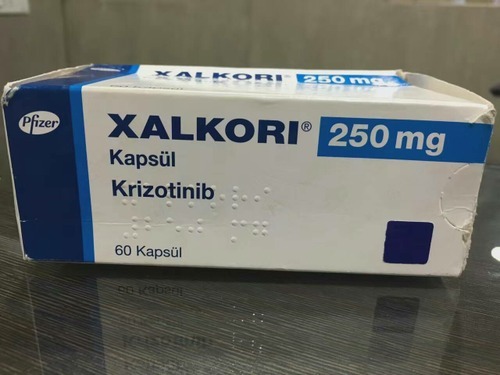 XALKORI® 250 mg
Pfizer
XALKORI® 250 mg
Kapsül
Krizotinib
60 Kapsül